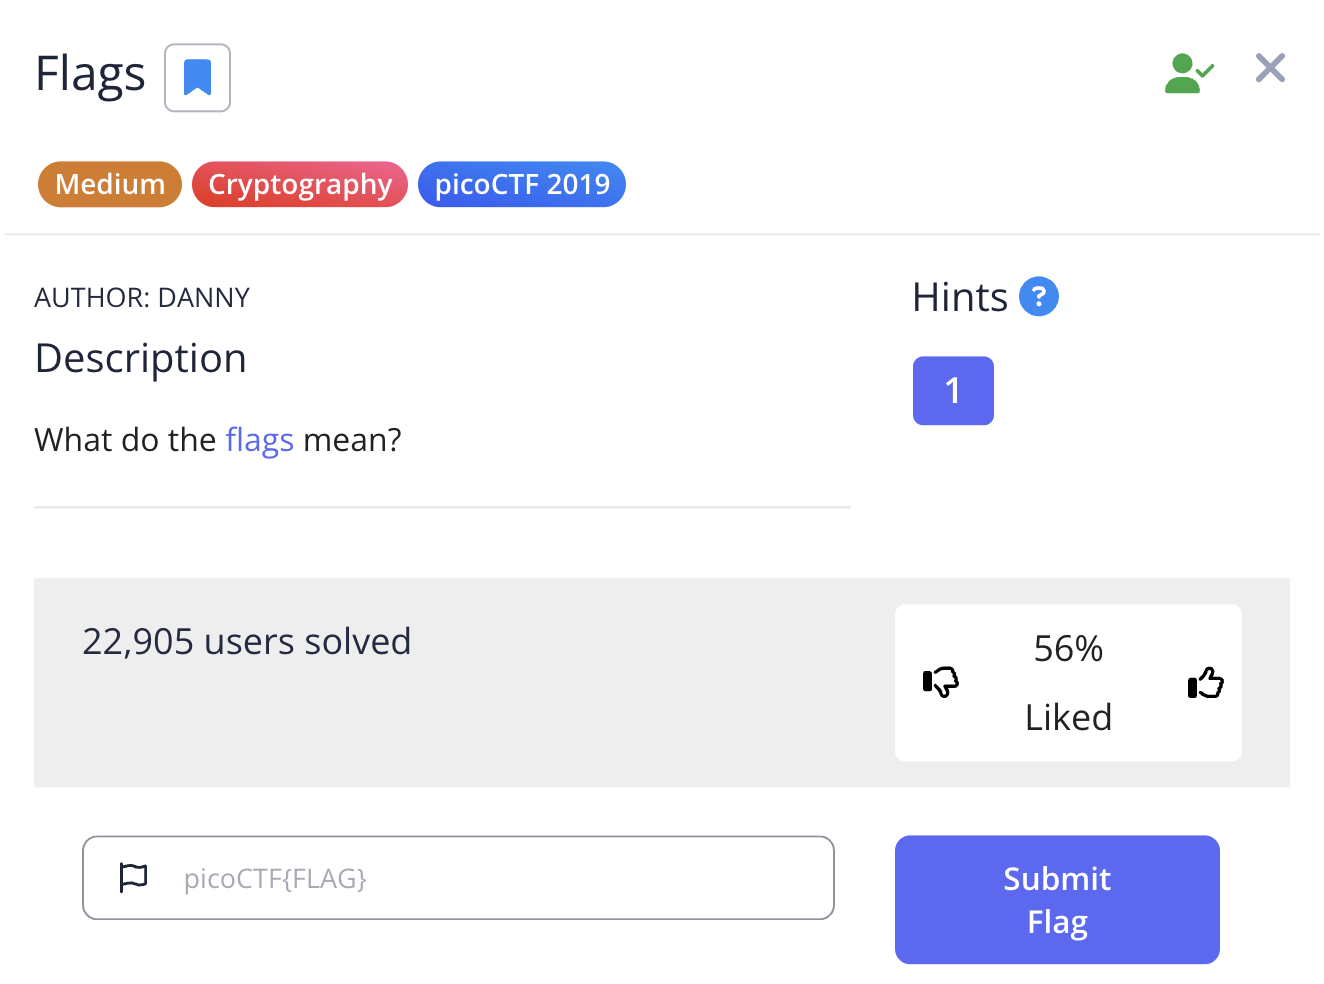 Flags
Medium Cryptography picoCTF 2019
AUTHOR: DANNY
Description
What do the flags mean?
Hints ?
1
22,905 users solved
56%
Liked
picoCTF{FLAG}
Submit
Flag